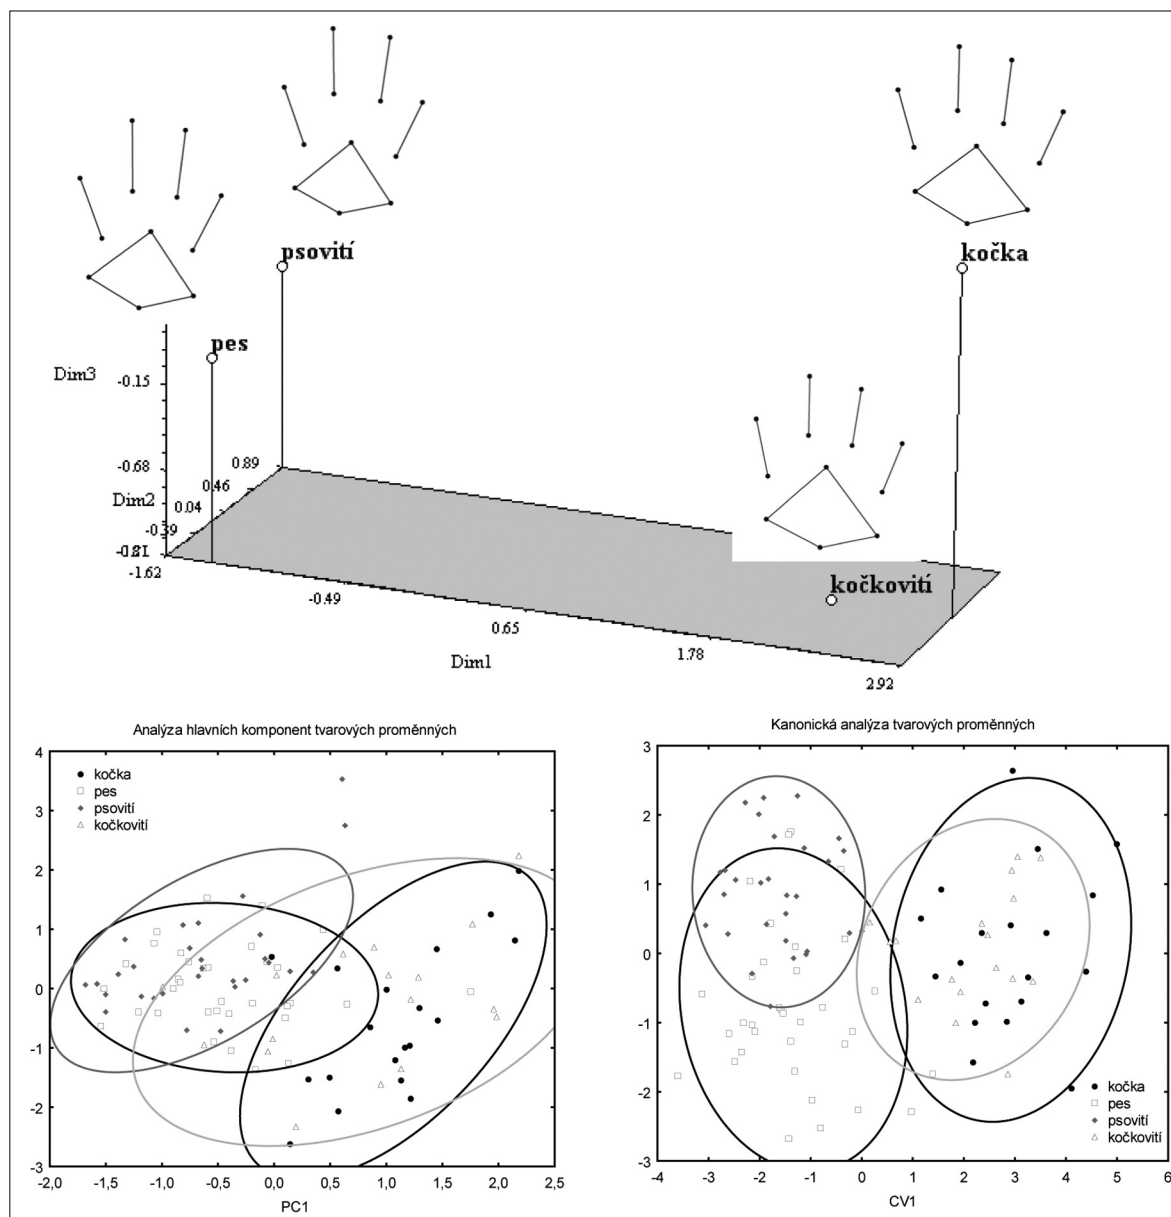 psovití
kočka
pes
Dim3
-0.15
-0.68
0.89
0.46
Dim2
0.04
-0.39
-0.81
-1.62
kočkovití
-0.49
0.65
Dim1
1.78
2.92
Analýza hlavních komponent tvarových proměnných
kočka
pes
psovití
kočkovití
4
3
2
1
0
-1
-2
-3
-2,0 -1,5 -1,0 -0,5 0,0 0,5 1,0 1,5 2,0 2,5
PC1
Kanonická analýza tvarových proměnných
3
2
1
0
-1
-2
-3
kočka
pes
psovití
kočkovití
-4 -3 -2 -1 0 1 2 3 4 5 6
CV1